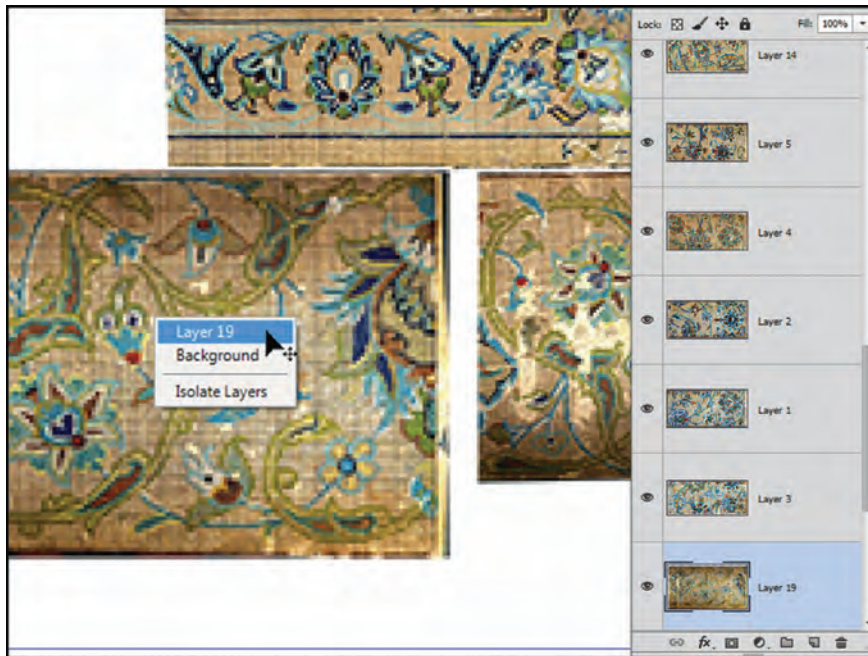 Lock: Fill: 100%
Layer 14
Layer 5
Layer 4
Layer 2
Layer 1
Layer 3
Layer 19
Layer 19
Background
Isolate Layers
fx